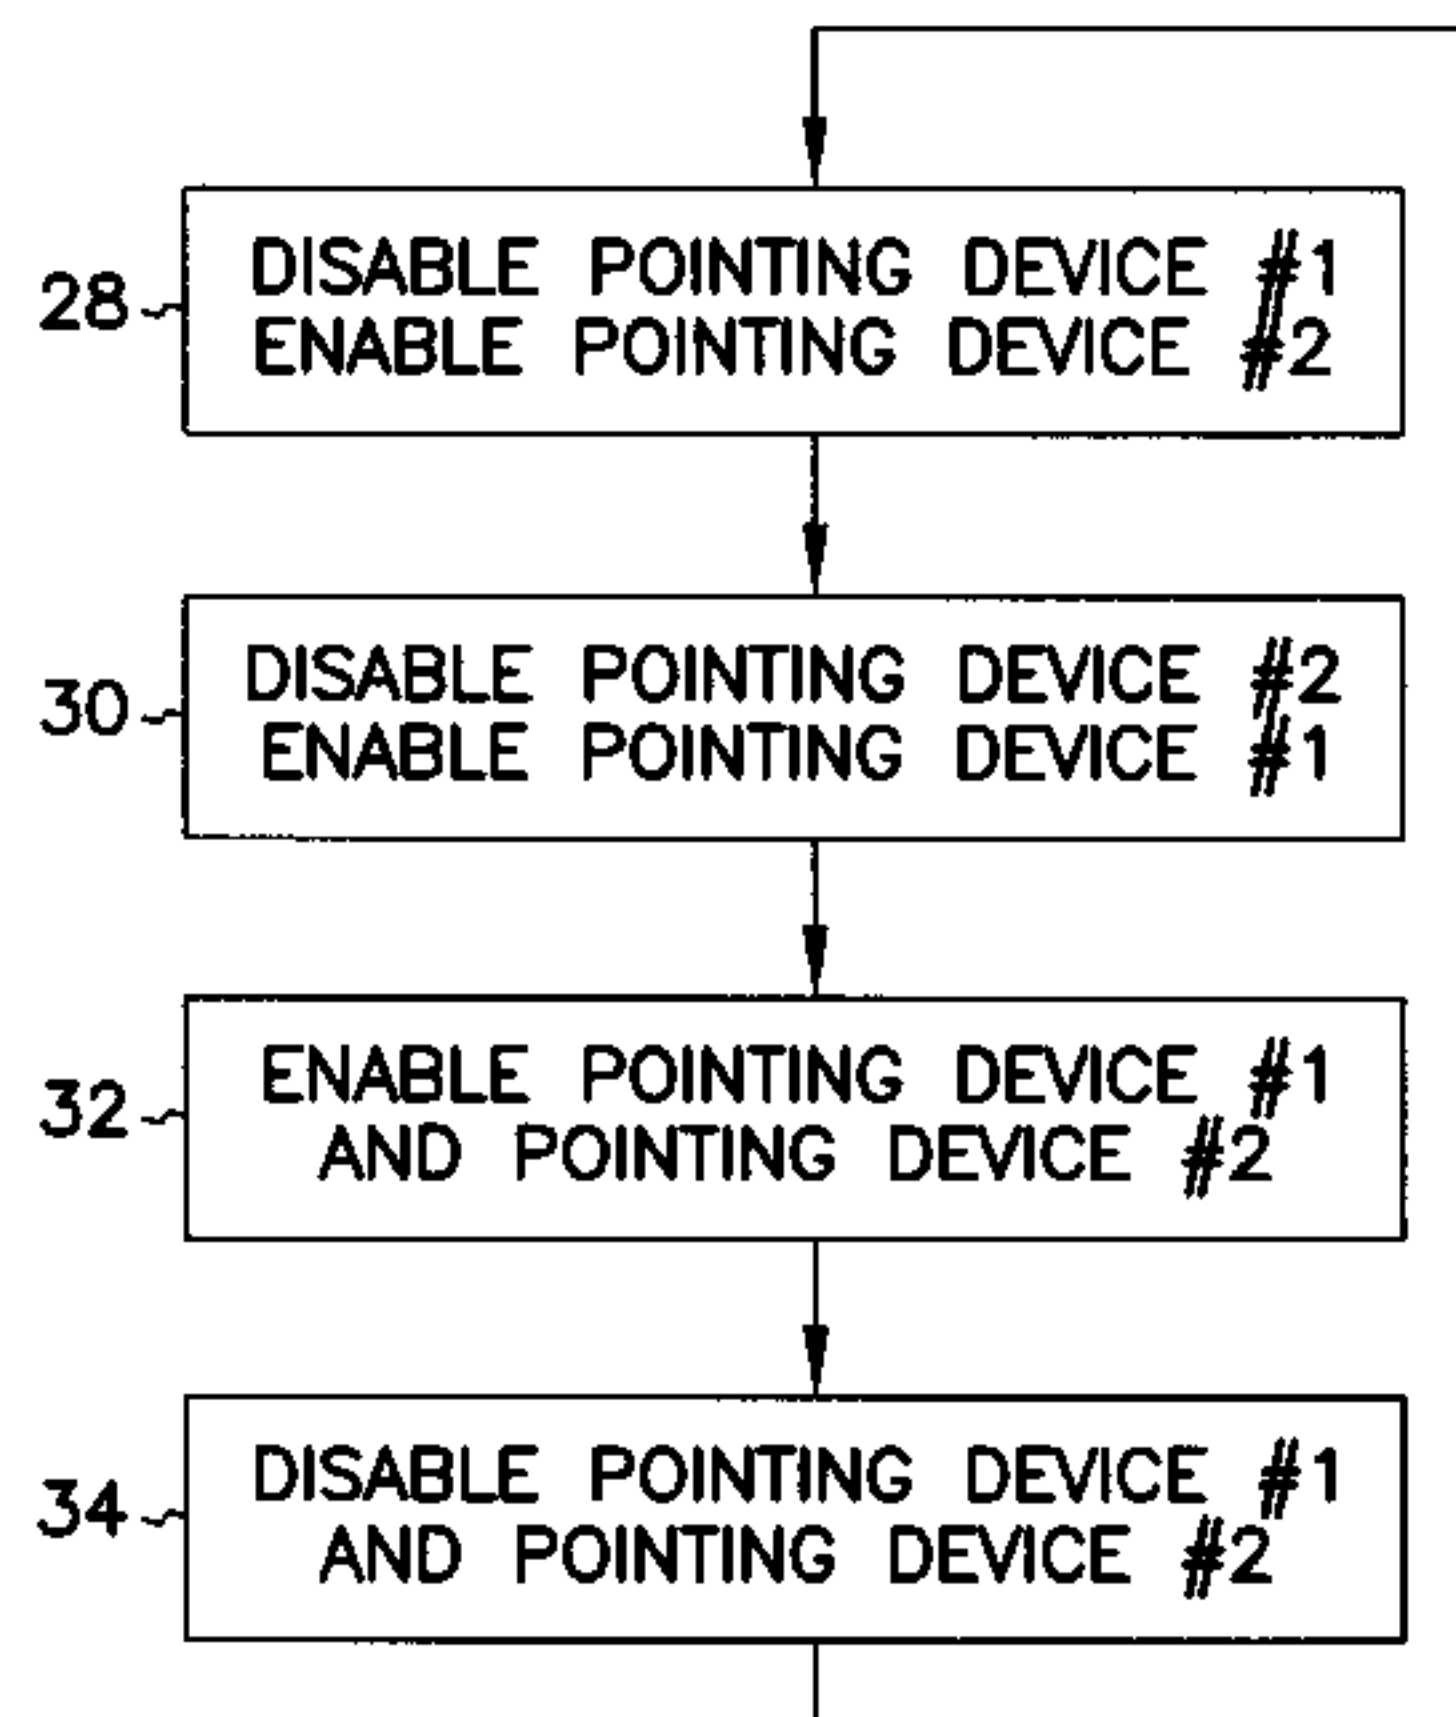 28
DISABLE POINTING DEVICE #1
ENABLE POINTING DEVICE #2
30
DISABLE POINTING DEVICE #2
ENABLE POINTING DEVICE #1
32
ENABLE POINTING DEVICE #1
AND POINTING DEVICE #2
34
DISABLE POINTING DEVICE #1
AND POINTING DEVICE #2